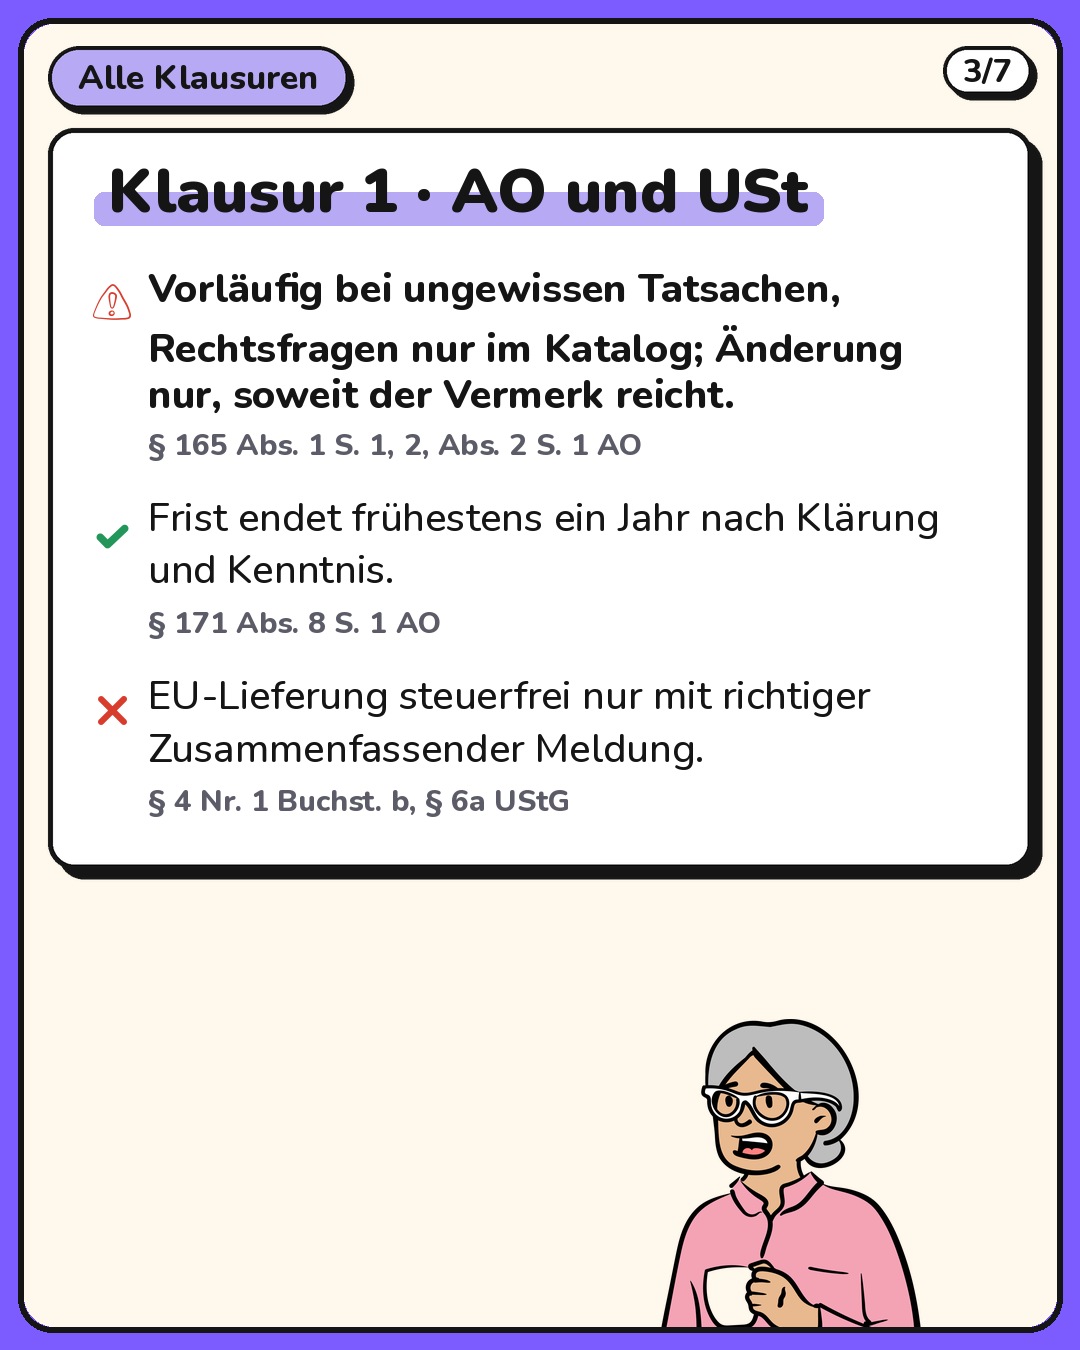 Alle Klausuren
3/7
Klausur 1 · AO und USt
Vorläufig bei ungewissen Tatsachen,
Rechtsfragen nur im Katalog; Änderung
nur, soweit der Vermerk reicht.
§ 165 Abs. 1 S. 1, 2, Abs. 2 S. 1 AO
Frist endet frühestens ein Jahr nach Klärung
und Kenntnis.
§ 171 Abs. 8 S. 1 AO
EU-Lieferung steuerfrei nur mit richtiger
Zusammenfassender Meldung.
§ 4 Nr. 1 Buchst. b, § 6a UStG